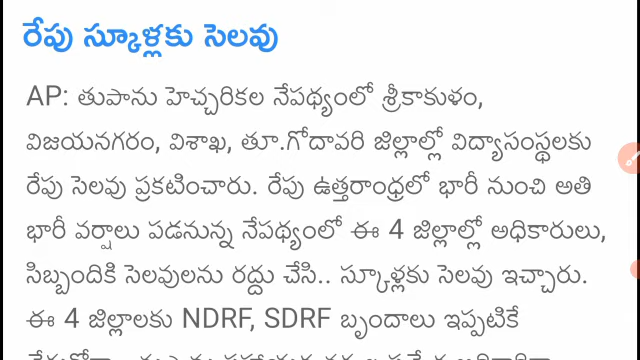 రేపు స్కూళ్లకు సెలవు
AP: తుపాను హెచ్చరికల నేపథ్యంలో శ్రీకాకుళం,
విజయనగరం, విశాఖ, తూ.గోదావరి జిల్లాల్లో విద్యాసంస్థలకు
రేపు సెలవు ప్రకటించారు. రేపు ఉత్తరాంధ్రలో భారీ నుంచి అతి
భారీ వర్షాలు పడనున్న నేపథ్యంలో ఈ 4 జిల్లాల్లో అధికారులు,
సిబ్బందికి సెలవులను రద్దు చేసి.. స్కూళ్లకు సెలవు ఇచ్చారు.
ఈ 4 జిల్లాలకు NDRF, SDRF బృందాలు ఇప్పటికే